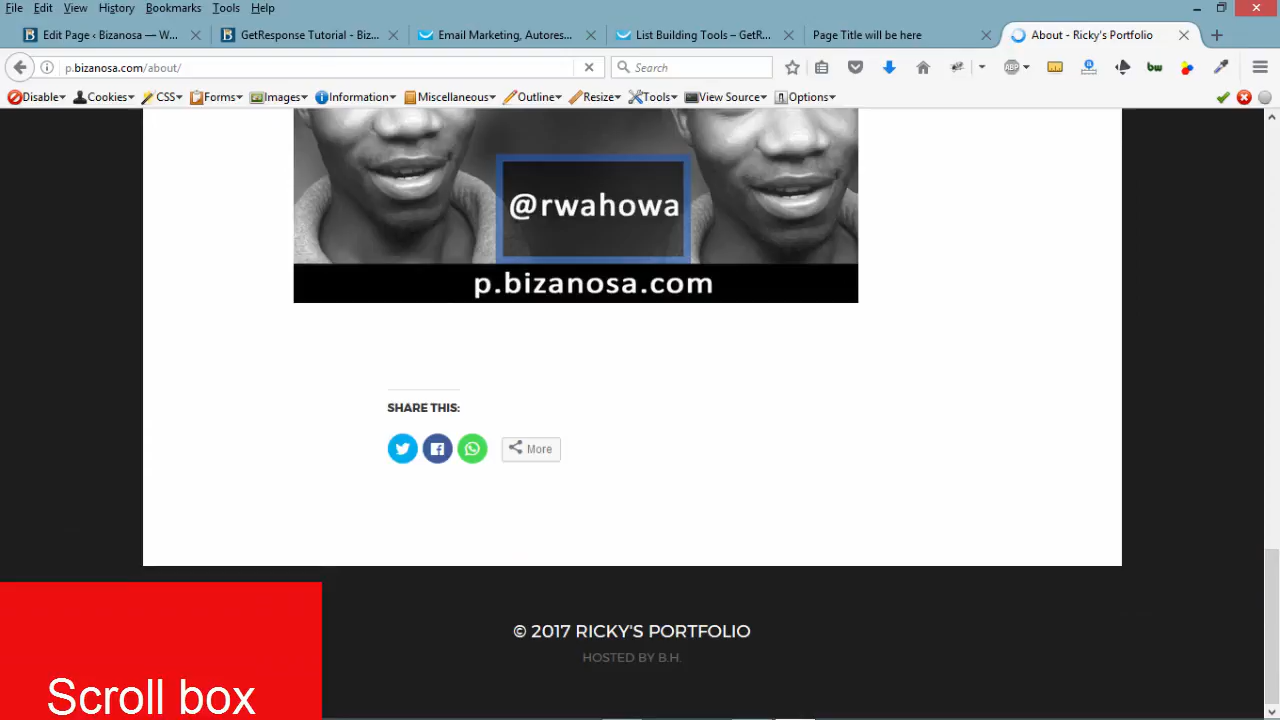 File Edit View History Bookmarks Tools Help
Edit Page ‹ Bizanosa — W...
GetResponse Tutorial - Biz...
Email Marketing, Autores...
List Building Tools – GetR...
Page Title will be here
About - Ricky's Portfolio
p.bizanosa.com/about/
Search
ABP
bw
Disable Cookies CSS Forms Images Information Miscellaneous Outline Resize Tools View Source Options
@rwahowa
p.bizanosa.com
SHARE THIS:
More
© 2017 RICKY'S PORTFOLIO
HOSTED BY B.H.
Scroll box